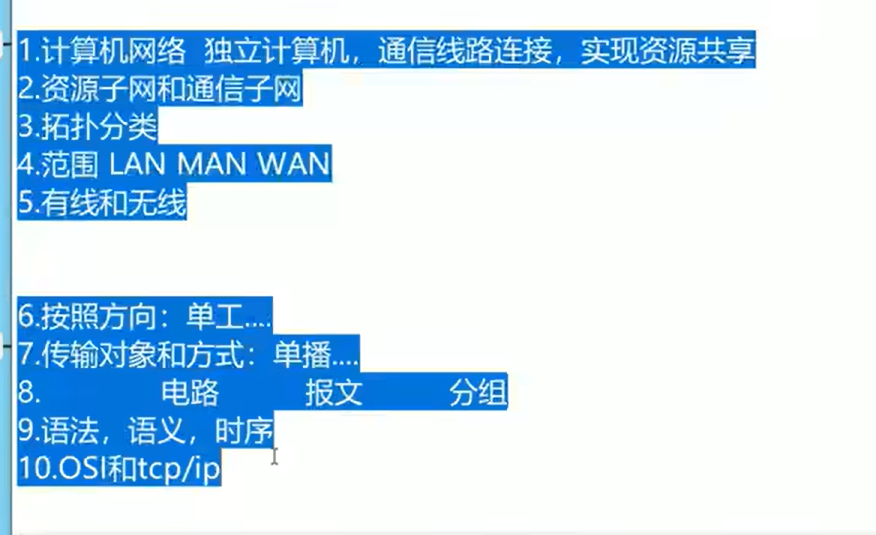 1.计算机网络  独立计算机，通信线路连接，实现资源共享
2.资源子网和通信子网
3.拓扑分类
4.范围 LAN MAN WAN
5.有线和无线
6.按照方向：单工....
7.传输对象和方式：单播....
8.        电路      报文      分组
9.语法，语义，时序
10.OSI和tcp/ip